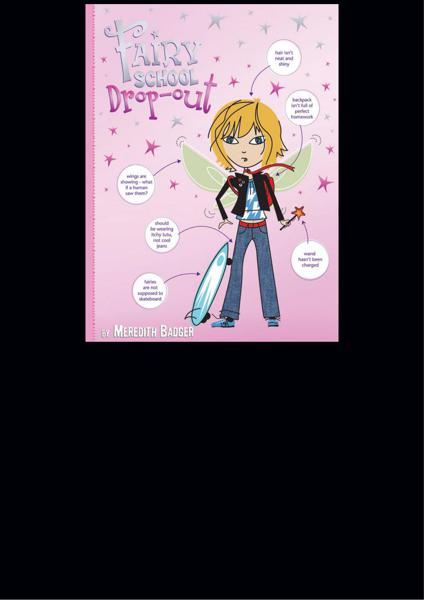 FAIRY
SCHOOL
Drop-out
hair isn't
neat and
shiny
backpack
isn't full of
perfect
homework
wings are
showing - what
if a human
saw them?
should
be wearing
itchy tutu,
not cool
jeans
wand
hasn't been
charged
fairies
are not
supposed to
skateboard
BY MEREDITH BADGER